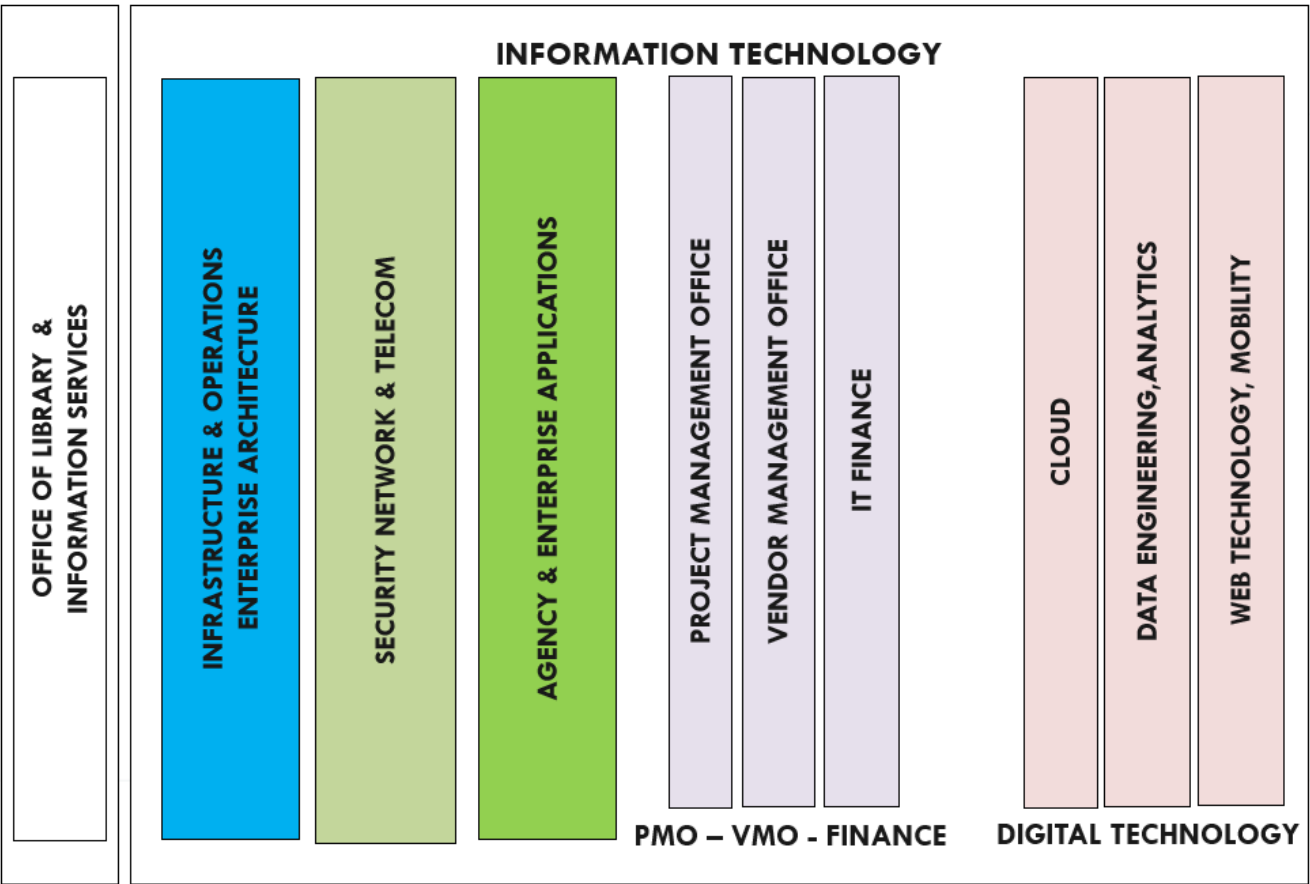 INFORMATION TECHNOLOGY
OFFICE OF LIBRARY &
INFORMATION SERVICES
INFRASTRUCTURE & OPERATIONS
ENTERPRISE ARCHITECTURE
SECURITY NETWORK & TELECOM
AGENCY & ENTERPRISE APPLICATIONS
PROJECT MANAGEMENT OFFICE
VENDOR MANAGEMENT OFFICE
IT FINANCE
CLOUD
DATA ENGINEERING,ANALYTICS
WEB TECHNOLOGY, MOBILITY
PMO – VMO - FINANCE
DIGITAL TECHNOLOGY